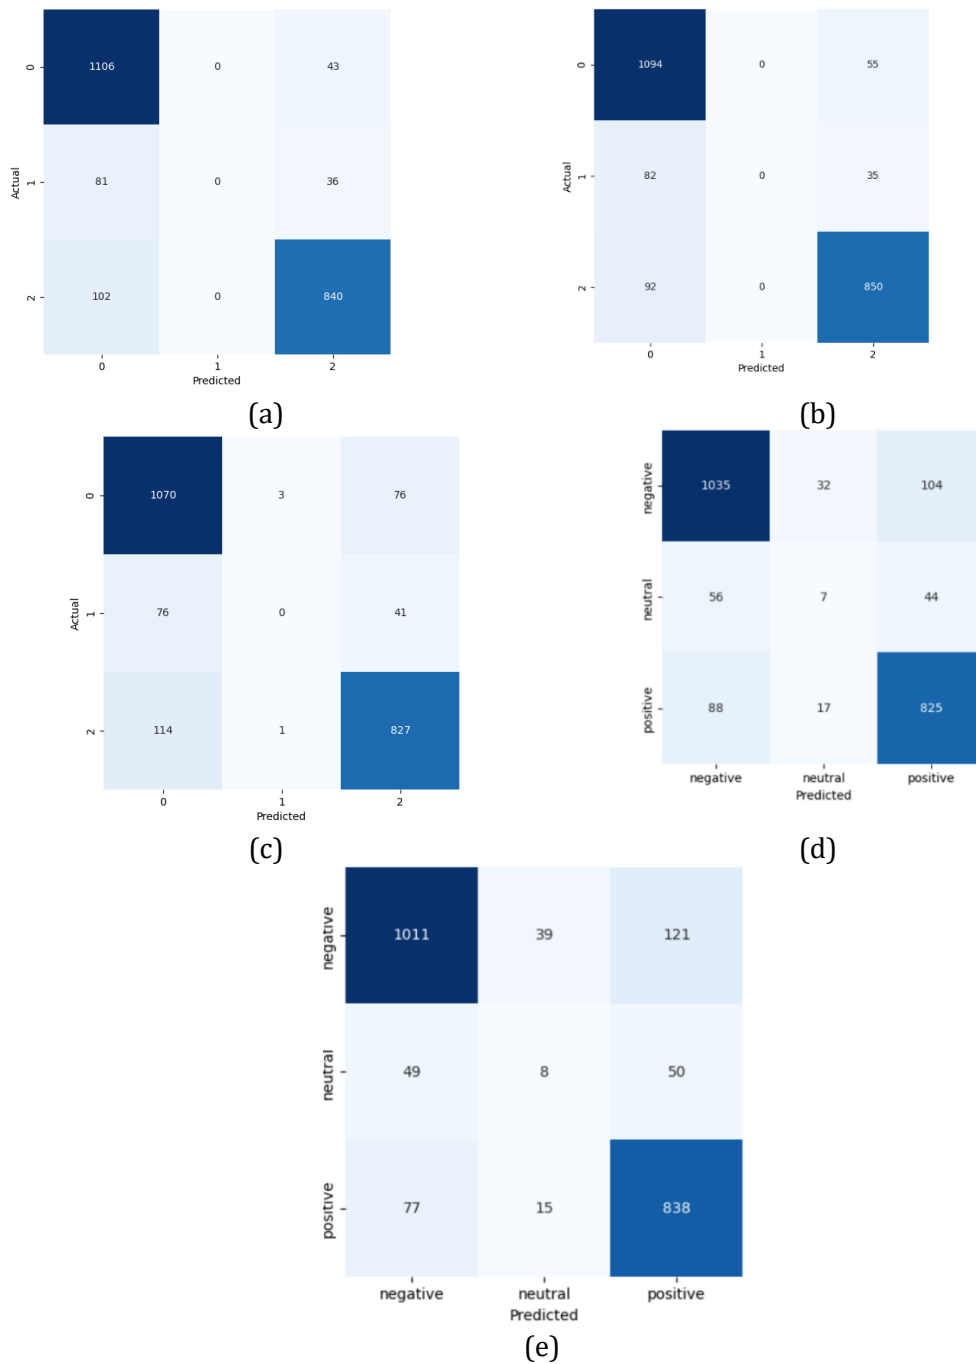 0 1106 0 43
1 81 0 36
2 102 0 840
Actual
0 1 2
Predicted
(a)
0 1094 0 55
1 82 0 35
2 92 0 850
Actual
0 1 2
Predicted
(b)
0 1070 3 76
1 76 0 41
2 114 1 827
Actual
0 1 2
Predicted
(c)
negative 1035 32 104
neutral 56 7 44
positive 88 17 825
negative neutral positive
Predicted
(d)
negative 1011 39 121
neutral 49 8 50
positive 77 15 838
negative neutral positive
Predicted
(e)